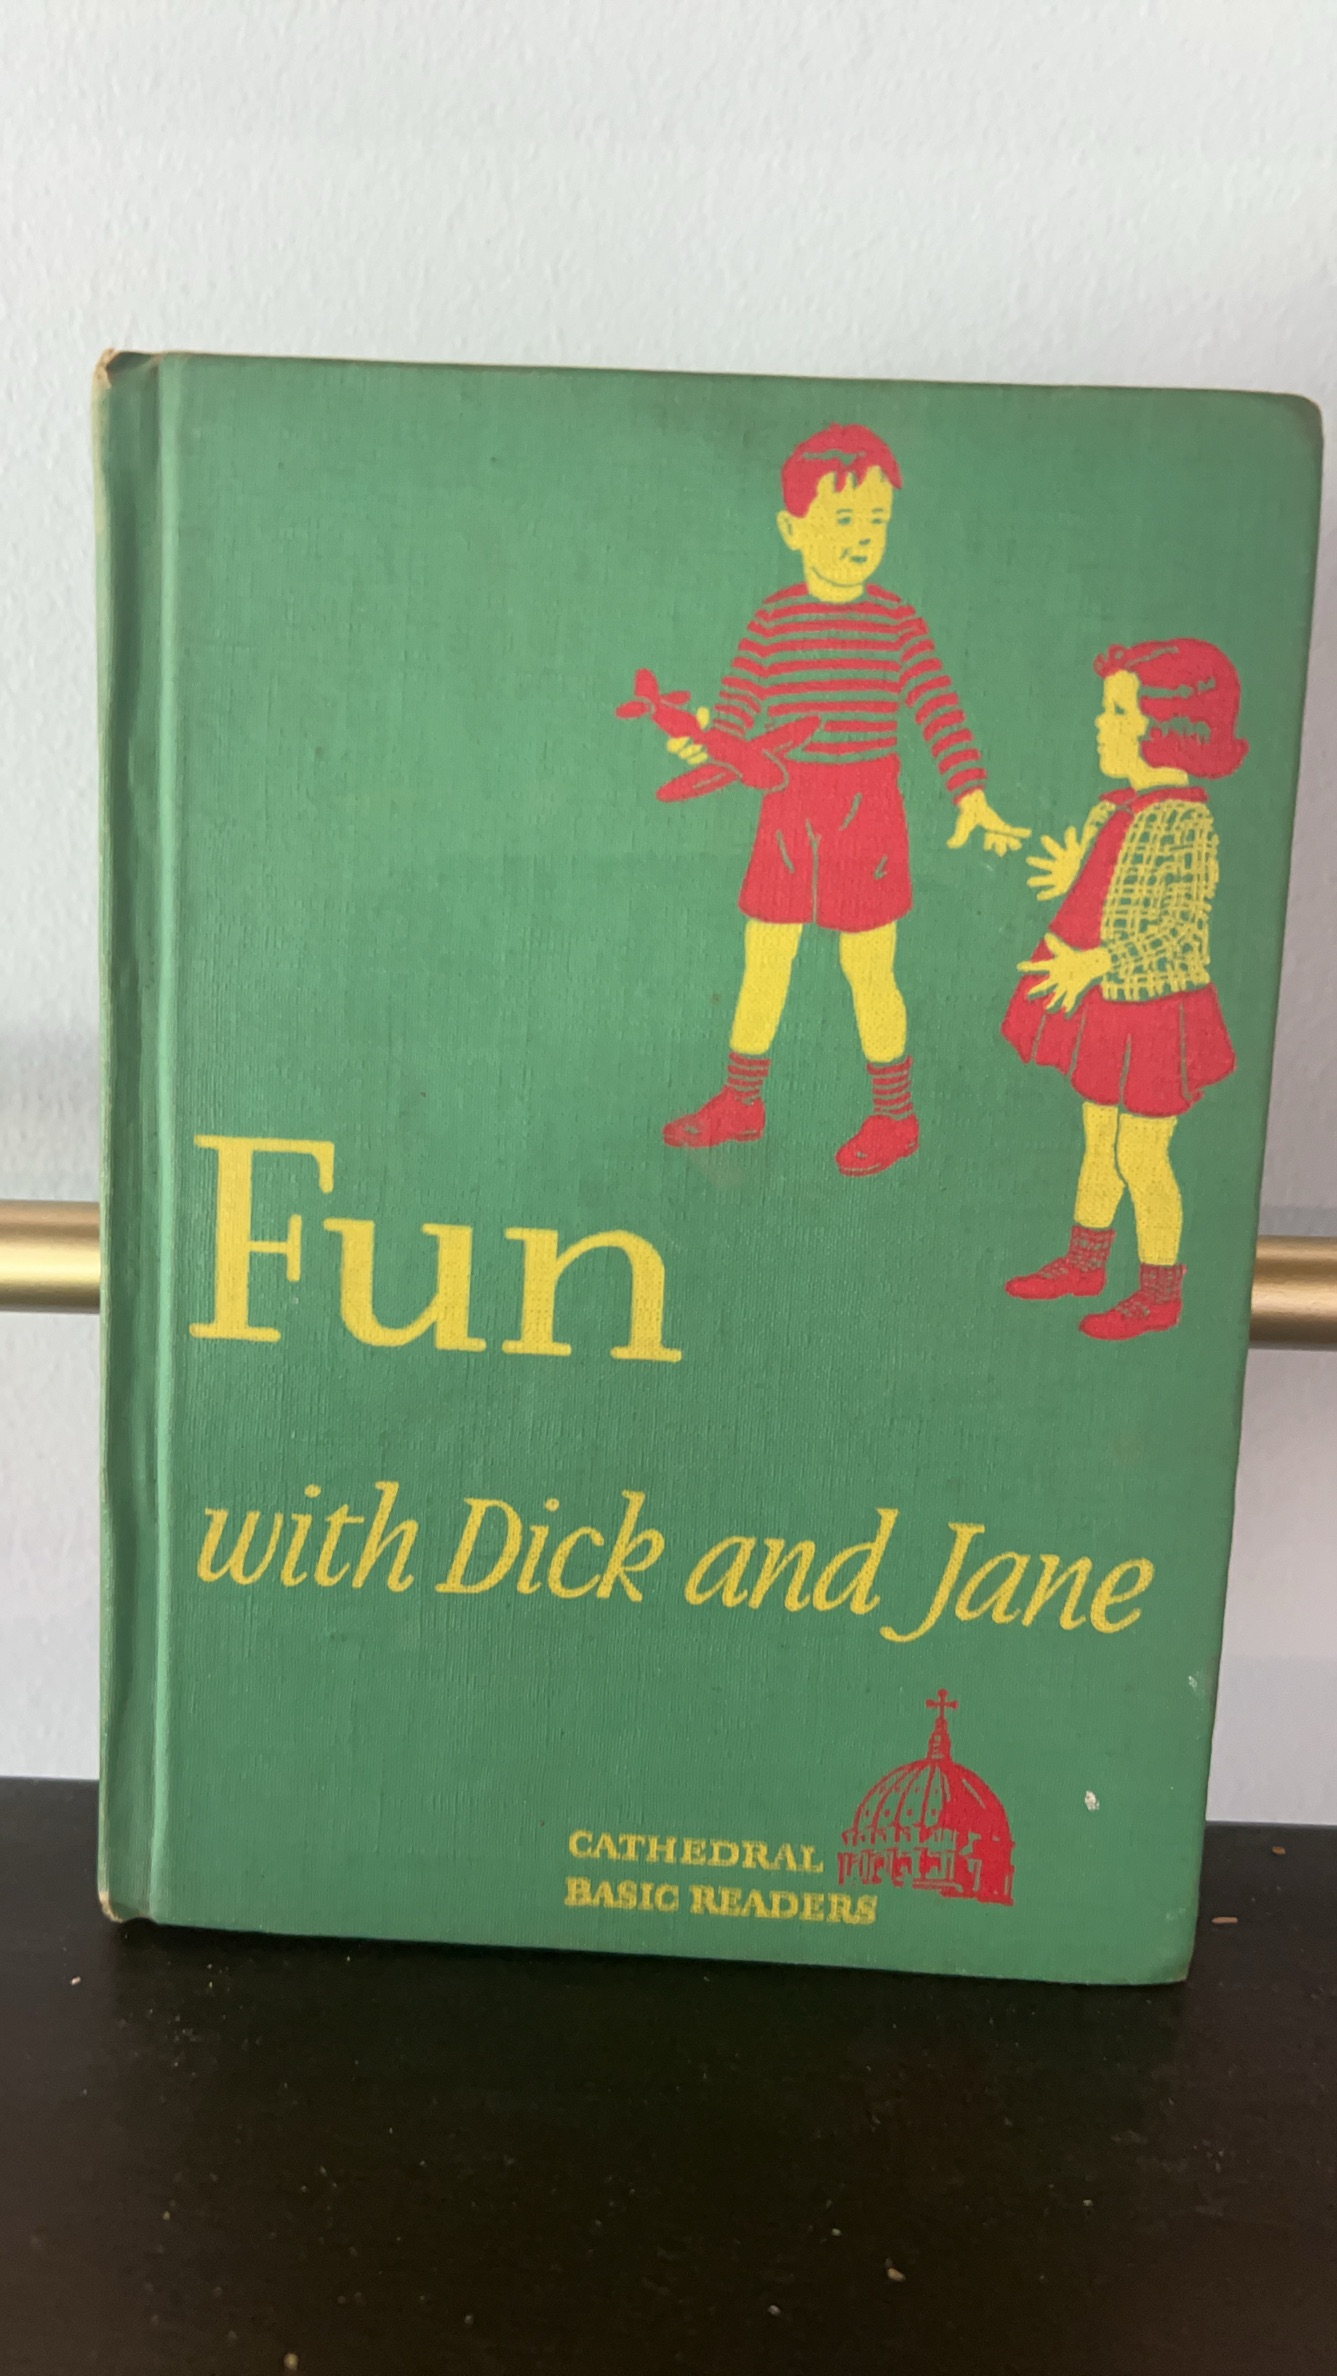 Fun
with Dick and Jane
CATHEDRAL
BASIC READERS